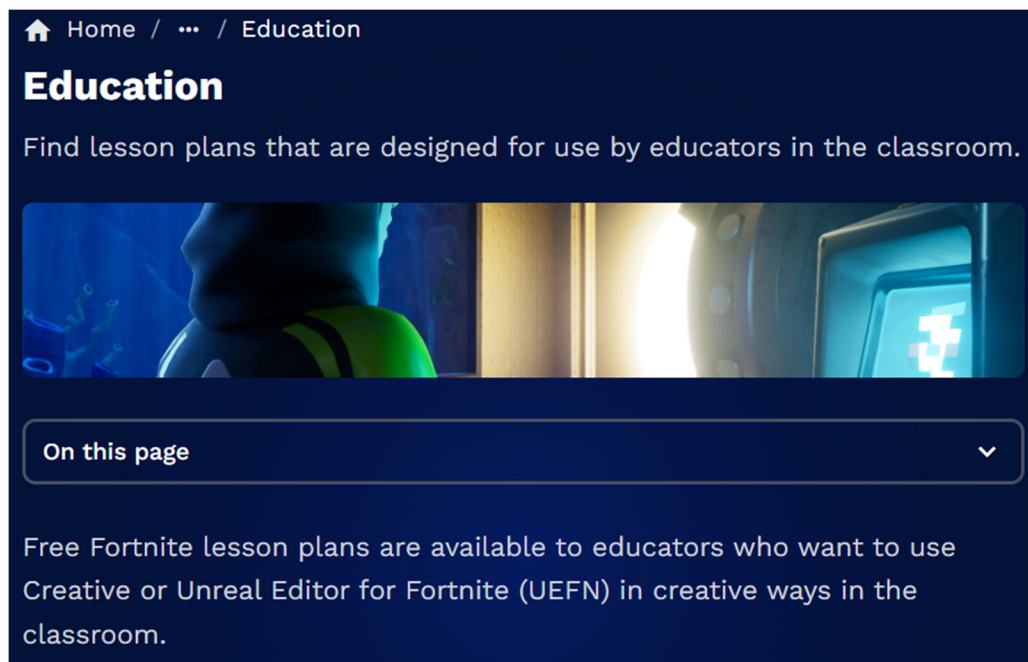 Home / ••• / Education
Education
Find lesson plans that are designed for use by educators in the classroom.
On this page
Free Fortnite lesson plans are available to educators who want to use
Creative or Unreal Editor for Fortnite (UEFN) in creative ways in the
classroom.